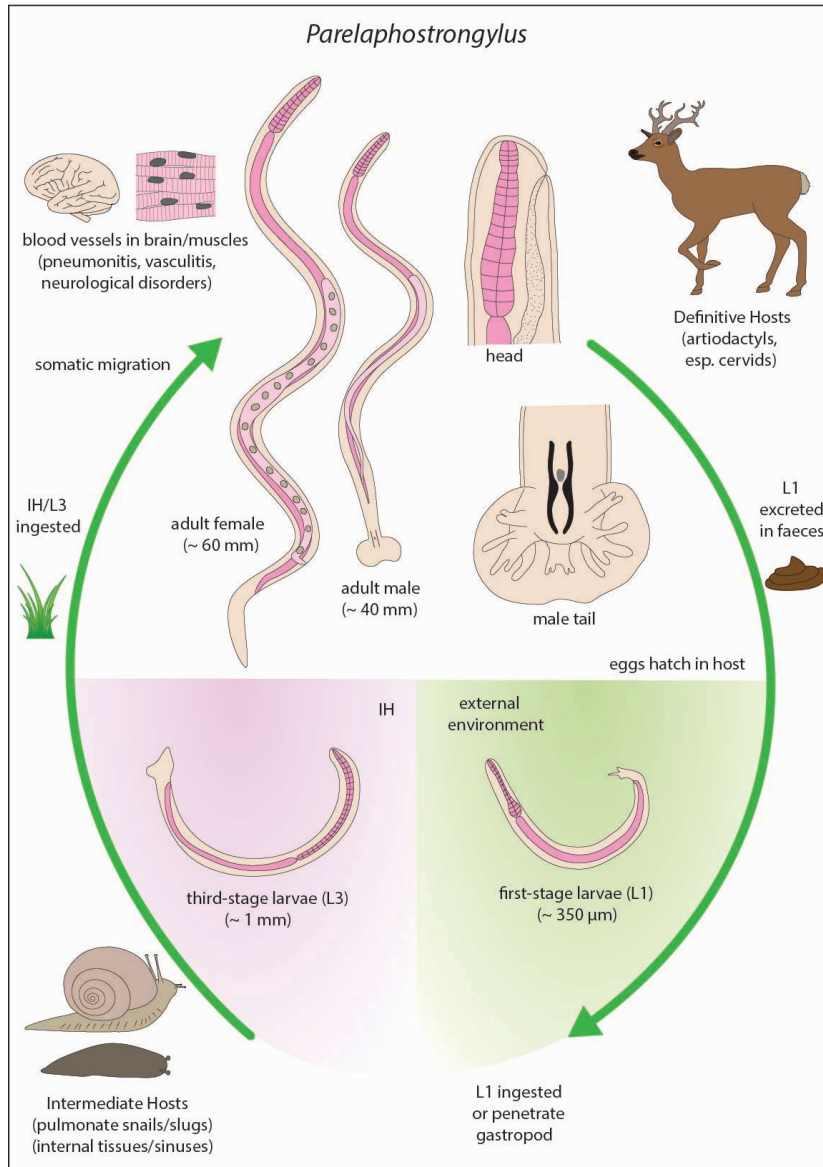 Parelaphostrongylus
blood vessels in brain/muscles
(pneumonitis, vasculitis,
neurological disorders)
head
Definitive Hosts
(artiodactyls,
esp. cervids)
somatic migration
IH/L3
ingested
adult female
(~ 60 mm)
adult male
(~ 40 mm)
male tail
L1
excreted
in faeces
eggs hatch in host
IH
external
environment
third-stage larvae (L3)
(~ 1 mm)
first-stage larvae (L1)
(~ 350 µm)
Intermediate Hosts
(pulmonate snails/slugs)
(internal tissues/sinuses)
L1 ingested
or penetrate
gastropod